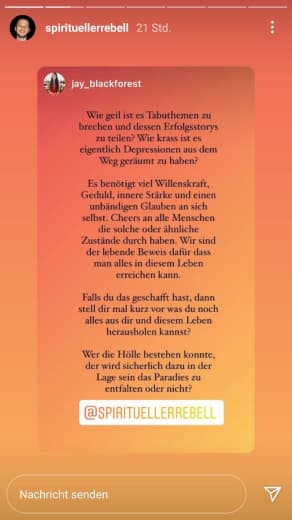 spirituellerrebell 21 Std.
jay_blackforest
Wie geil ist es Tabuthemen zu
brechen und dessen Erfolgsstorys
zu teilen? Wie krass ist es
eigentlich Depressionen aus dem
Weg geräumt zu haben?
Es benötigt viel Willenskraft,
Geduld, innere Stärke und einen
unbändigen Glauben an sich
selbst. Cheers an alle Menschen
die solche oder ähnliche
Zustände durch haben. Wir sind
der lebende Beweis dafür dass
man alles in diesem Leben
erreichen kann.
Falls du das geschafft hast, dann
stell dir mal kurz vor was du noch
alles aus dir und diesem Leben
herausholen kannst?
Wer die Hölle bestehen konnte,
der wird sicherlich dazu in der
Lage sein das Paradies zu
entfalten oder nicht?
@SPIRITUELLERREBELL
Nachricht senden